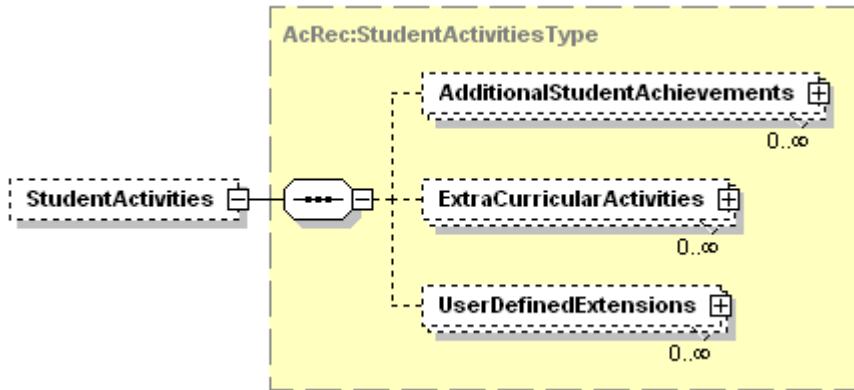 AcRec:StudentActivitiesType
AdditionalStudentAchievements
0..∞
StudentActivities
ExtraCurricularActivities
0..∞
UserDefinedExtensions
0..∞